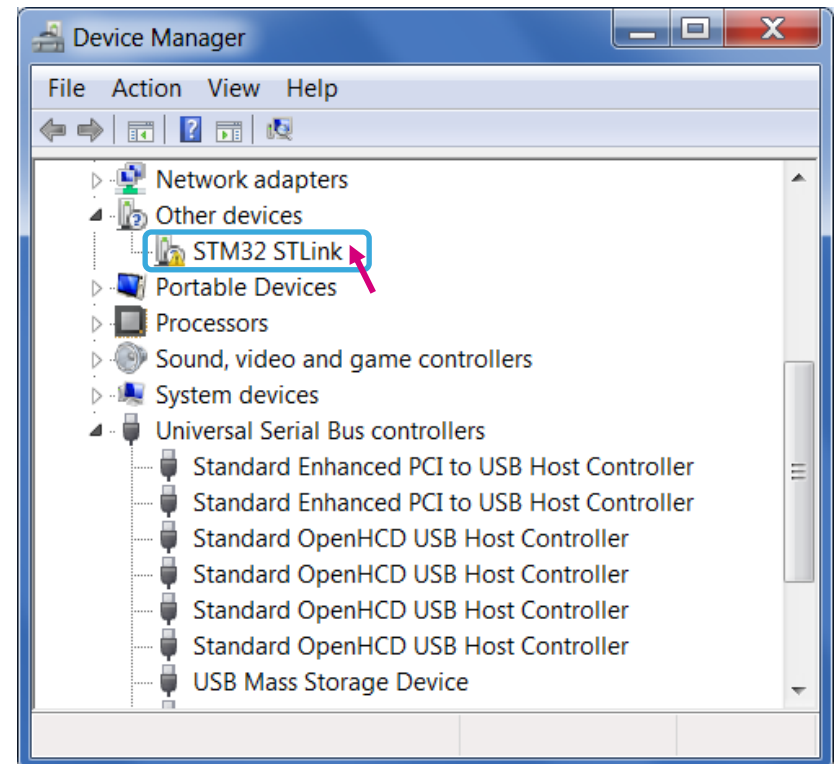 Device Manager
File Action View Help
Network adapters
Other devices
STM32 STLink
Portable Devices
Processors
Sound, video and game controllers
System devices
Universal Serial Bus controllers
Standard Enhanced PCI to USB Host Controller
Standard Enhanced PCI to USB Host Controller
Standard OpenHCD USB Host Controller
Standard OpenHCD USB Host Controller
Standard OpenHCD USB Host Controller
Standard OpenHCD USB Host Controller
USB Mass Storage Device